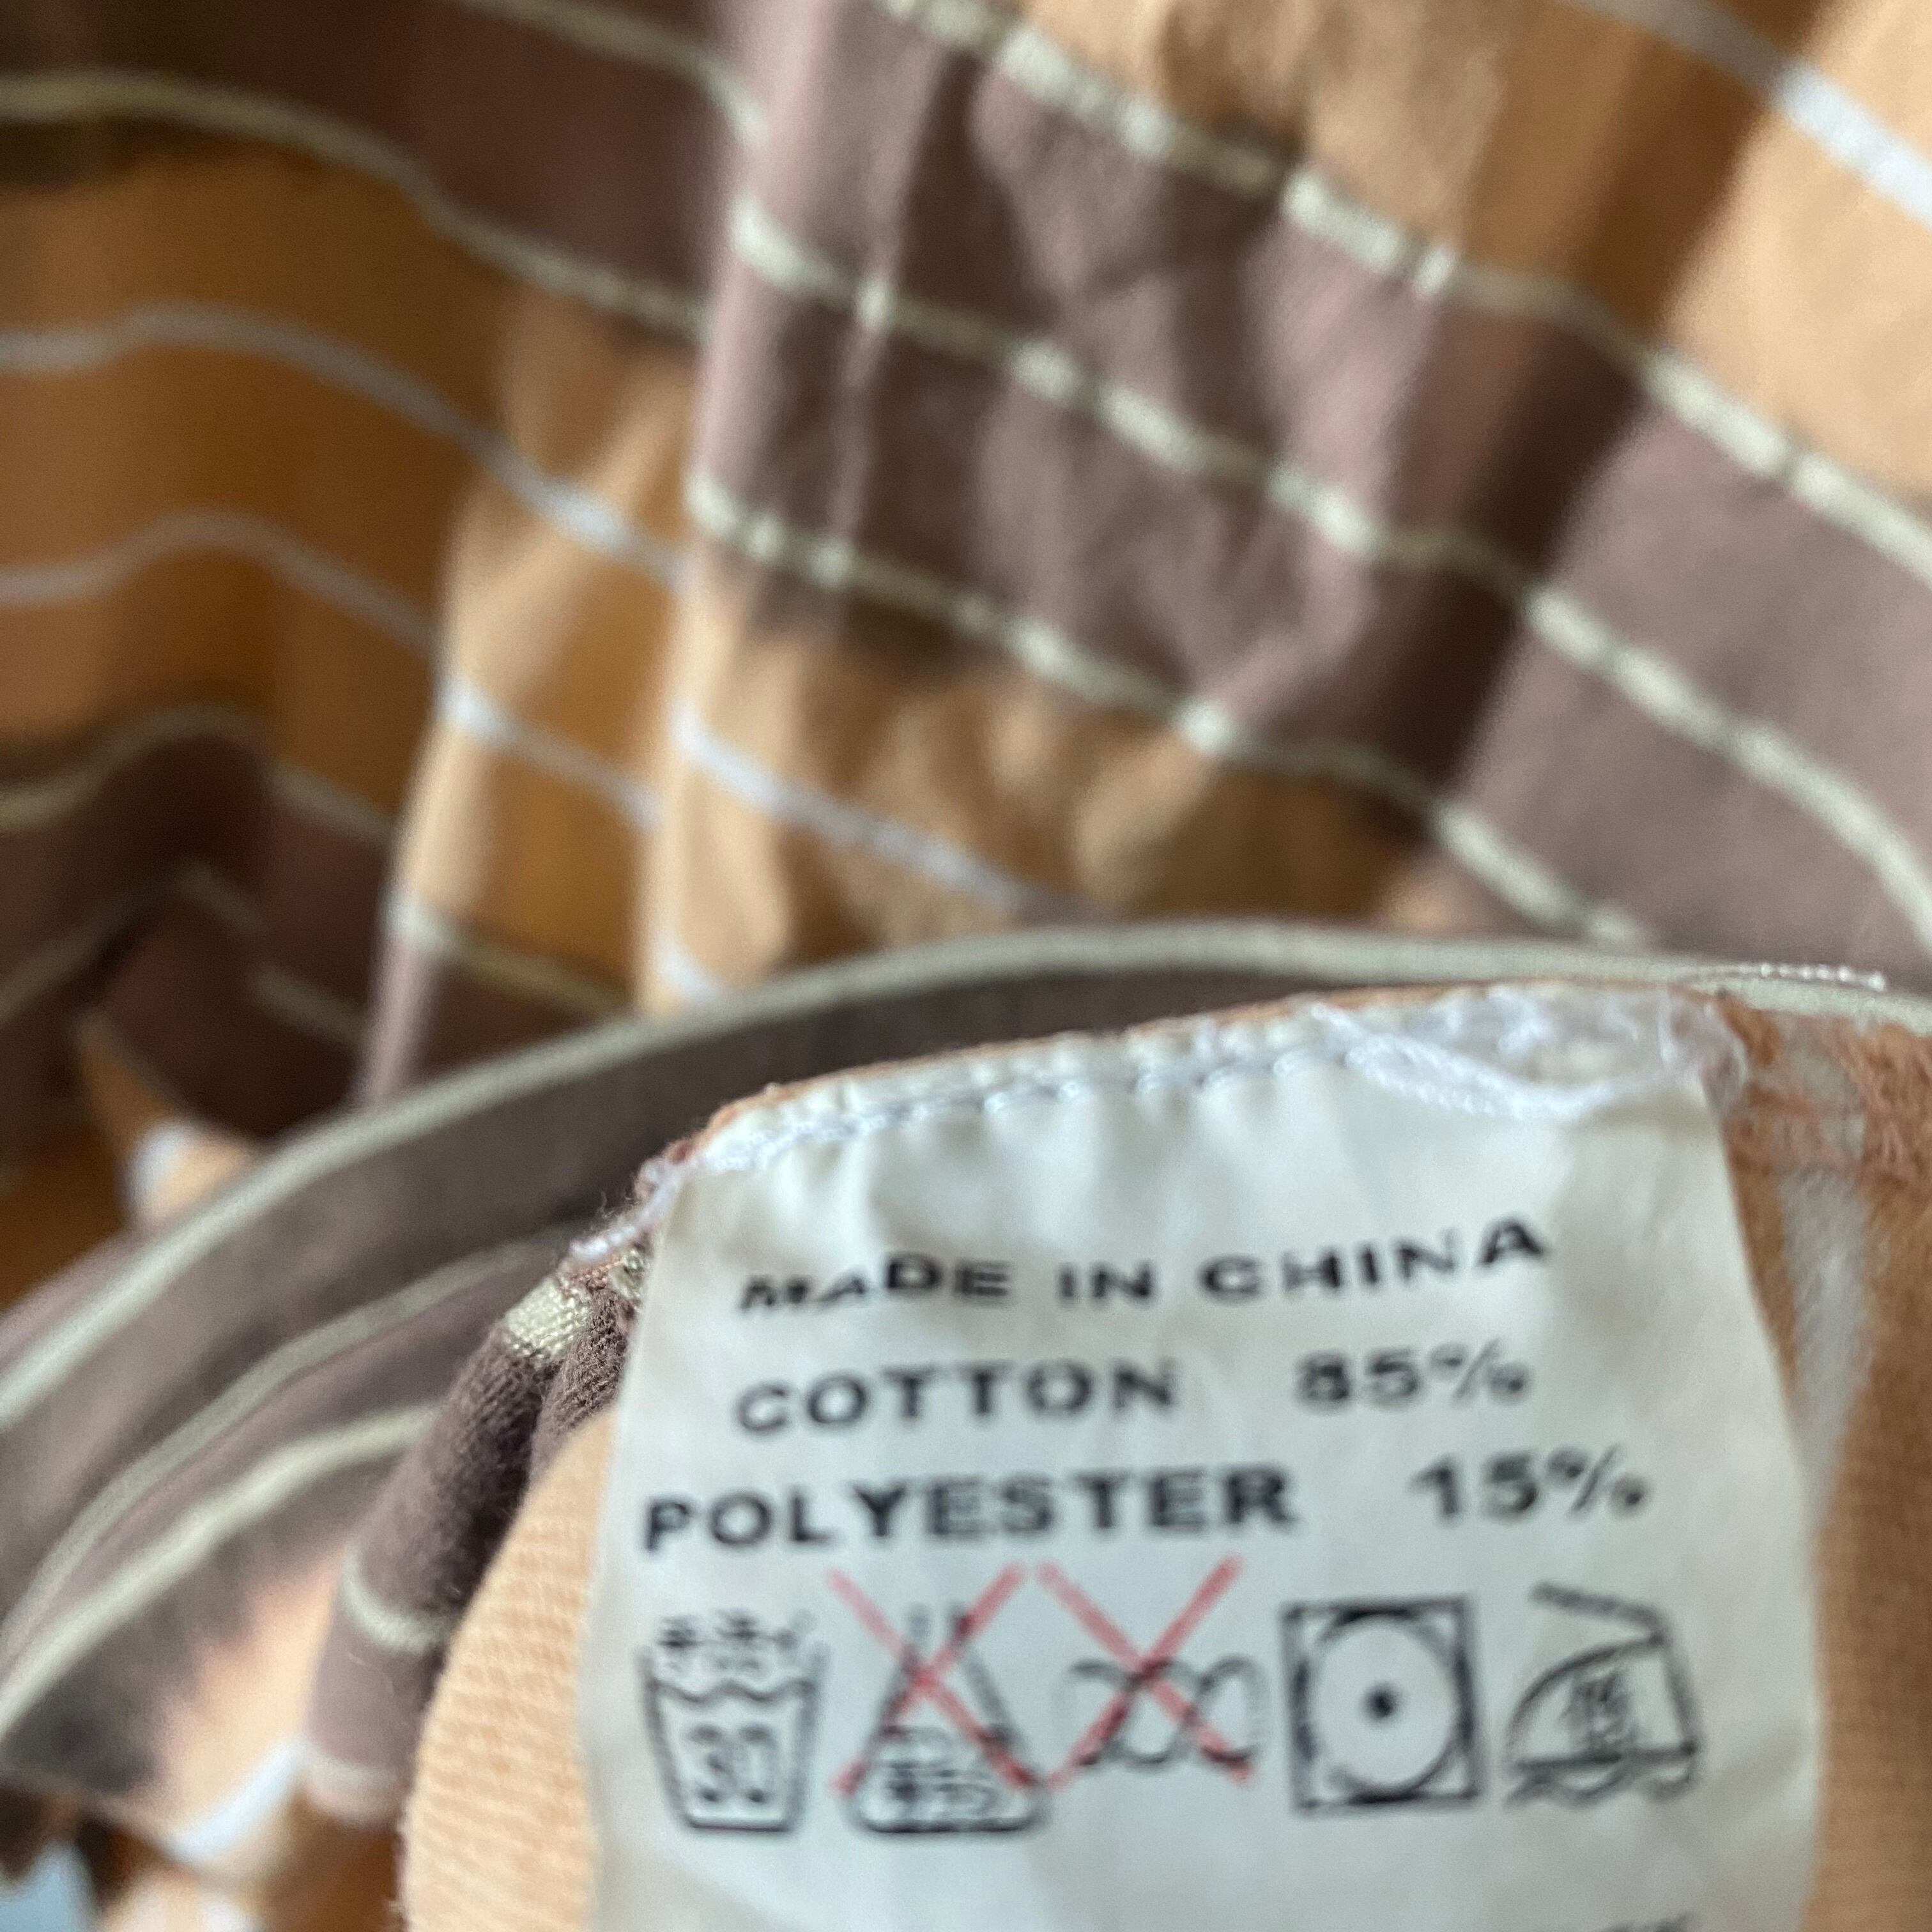 MADE IN CHINA
COTTON 85%
POLYESTER 15%
30